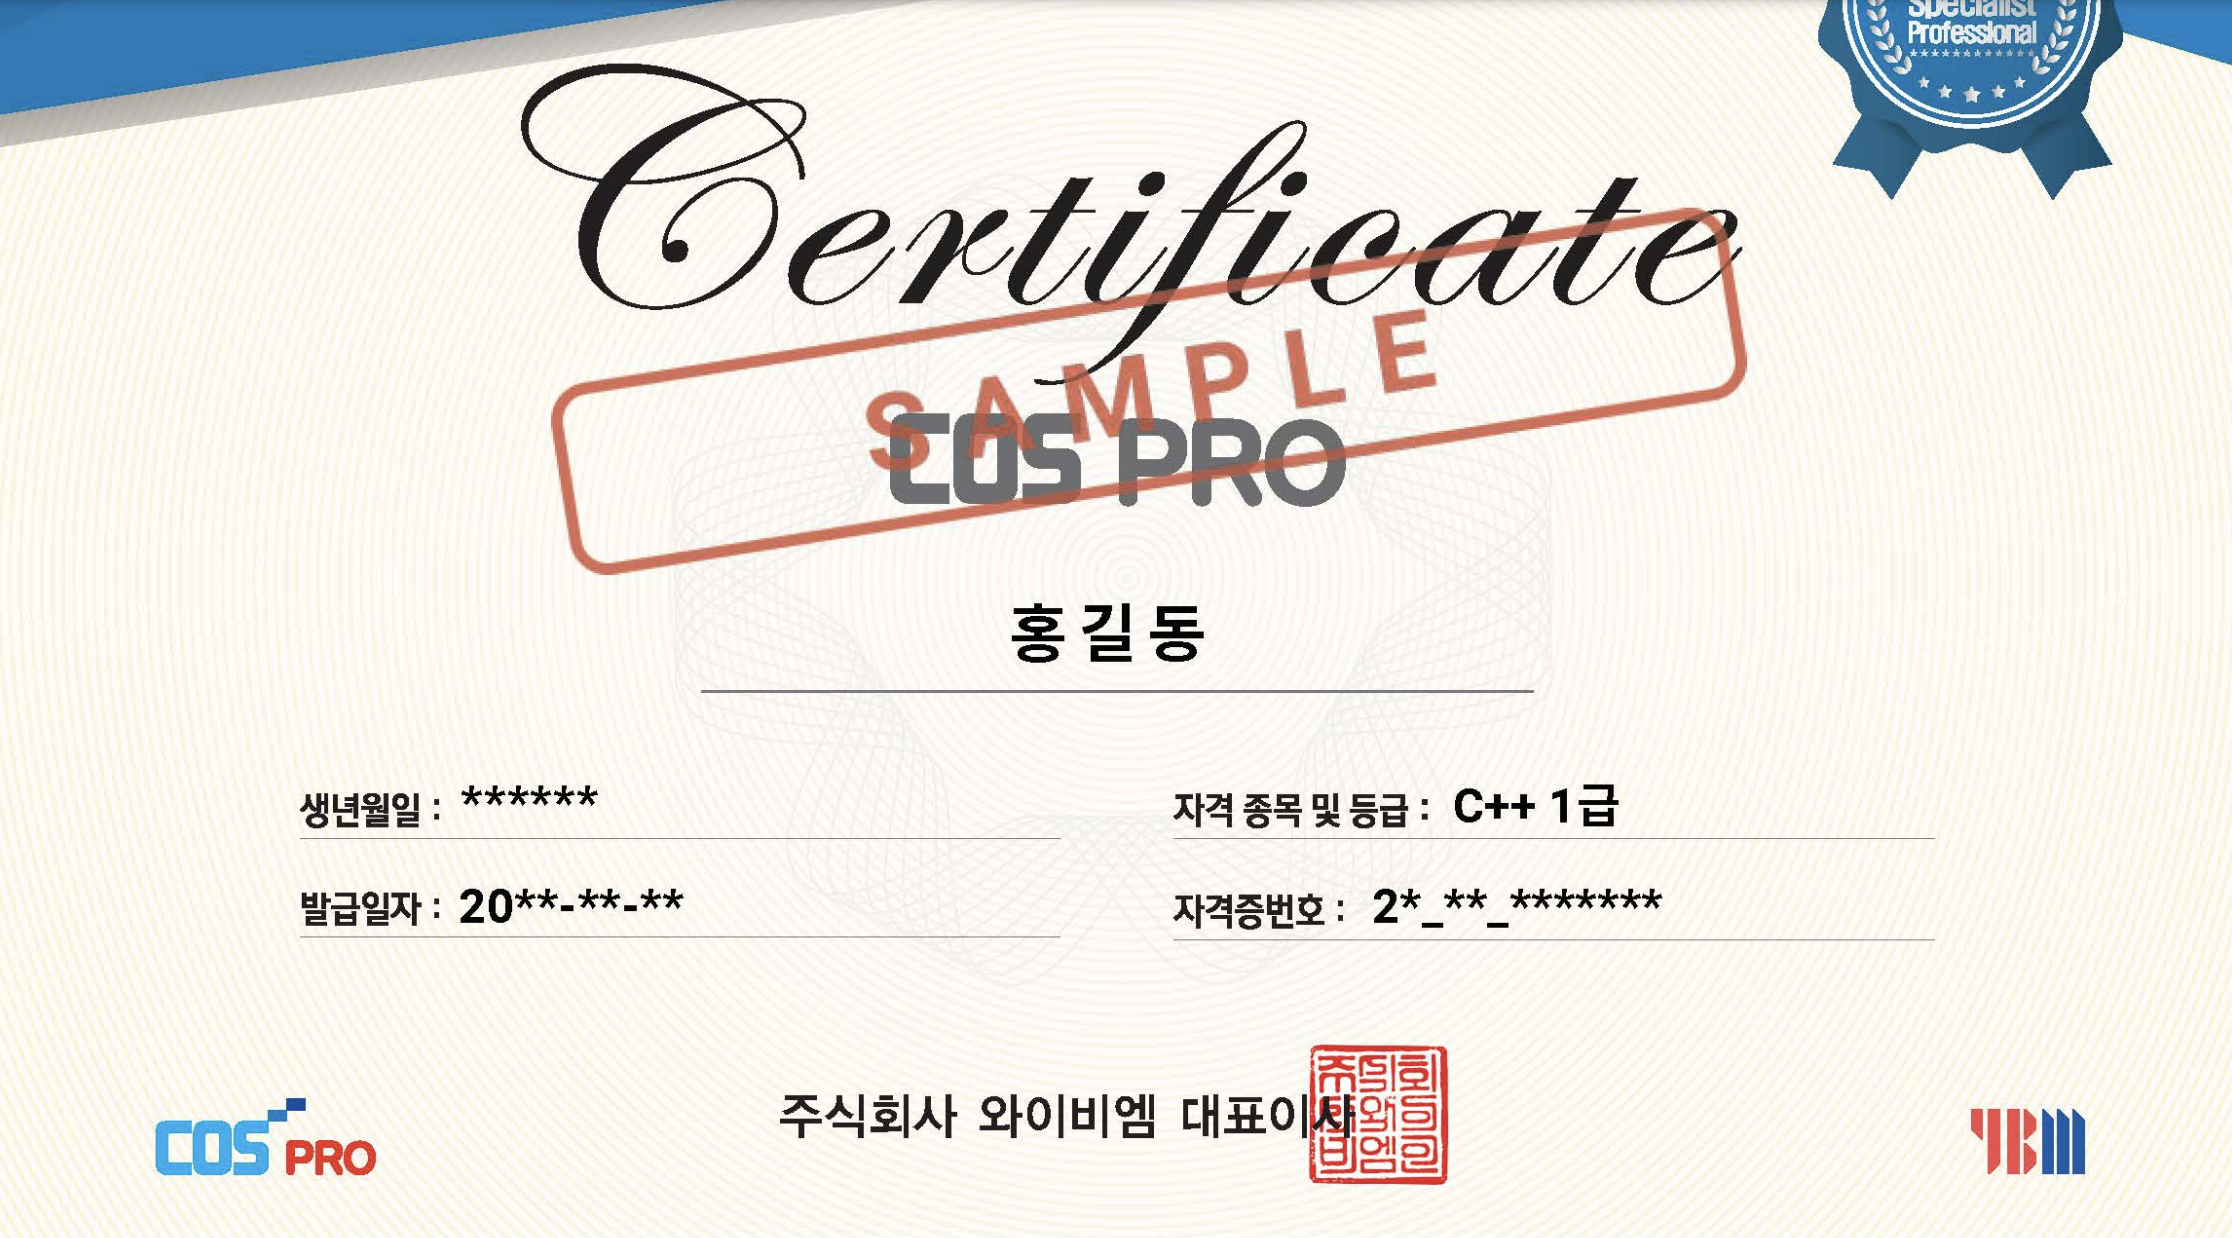 Specialist
Professional
Certificate
SAMPLE
COS PRO
홍길동
생년월일 : ******
자격 종목 및 등급 : C++ 1급
발급일자 : 20**-**-**
자격증번호 : 2*_**_*******
주식회사 와이비엠 대표이사
COS PRO
YBM